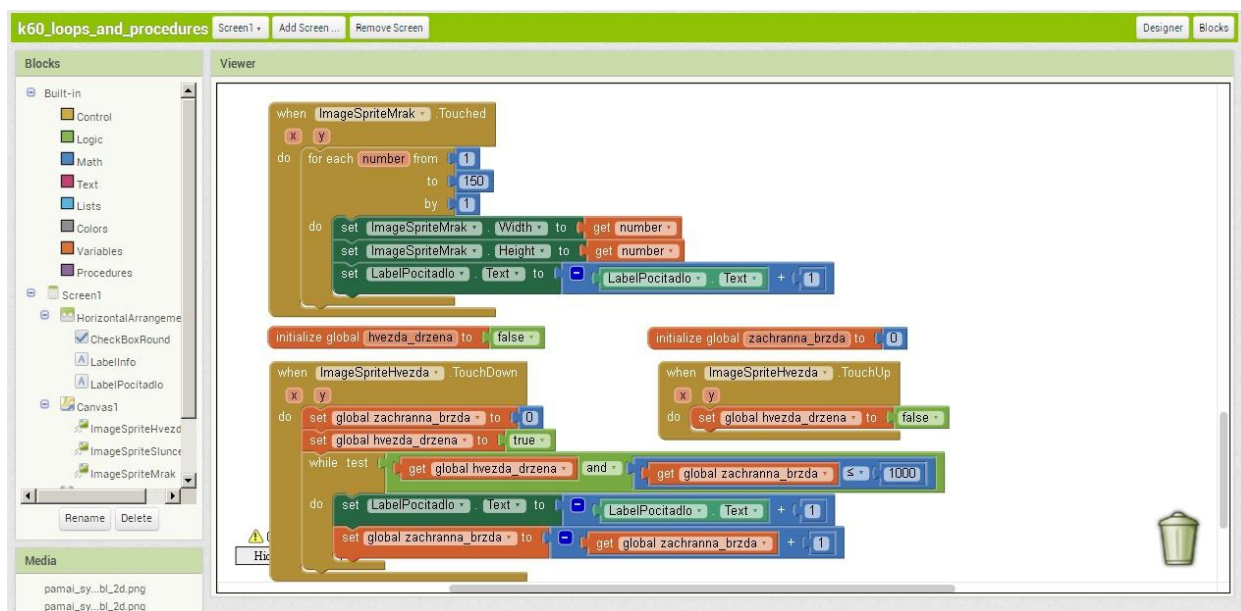 k60_loops_and_procedures Screen1 Add Screen ... Remove Screen Designer Blocks
Blocks
Built-in
Control
Logic
Math
Text
Lists
Colors
Variables
Procedures
Screen1
HorizontalArrangeme
CheckBoxRound
LabelInfo
LabelPocitadlo
Canvas1
ImageSpriteHvezd
ImageSpriteSlunce
ImageSpriteMrak
Rename Delete
Media
pamai_sy...bl_2d.png
pamai_sy...bl_2d.png
Viewer
when ImageSpriteMrak .Touched
x y
do for each number from 1
to 150
by 1
do set ImageSpriteMrak . Width to get number
set ImageSpriteMrak . Height to get number
set LabelPocitadlo . Text to LabelPocitadlo . Text + 1
initialize global hvezda_drzena to false
initialize global zachranna_brzda to 0
when ImageSpriteHvezda .TouchDown
x y
do set global zachranna_brzda to 0
set global hvezda_drzena to true
while test get global hvezda_drzena and get global zachranna_brzda ≤ 1000
do set LabelPocitadlo . Text to LabelPocitadlo . Text + 1
set global zachranna_brzda to get global zachranna_brzda + 1
when ImageSpriteHvezda .TouchUp
x y
do set global hvezda_drzena to false